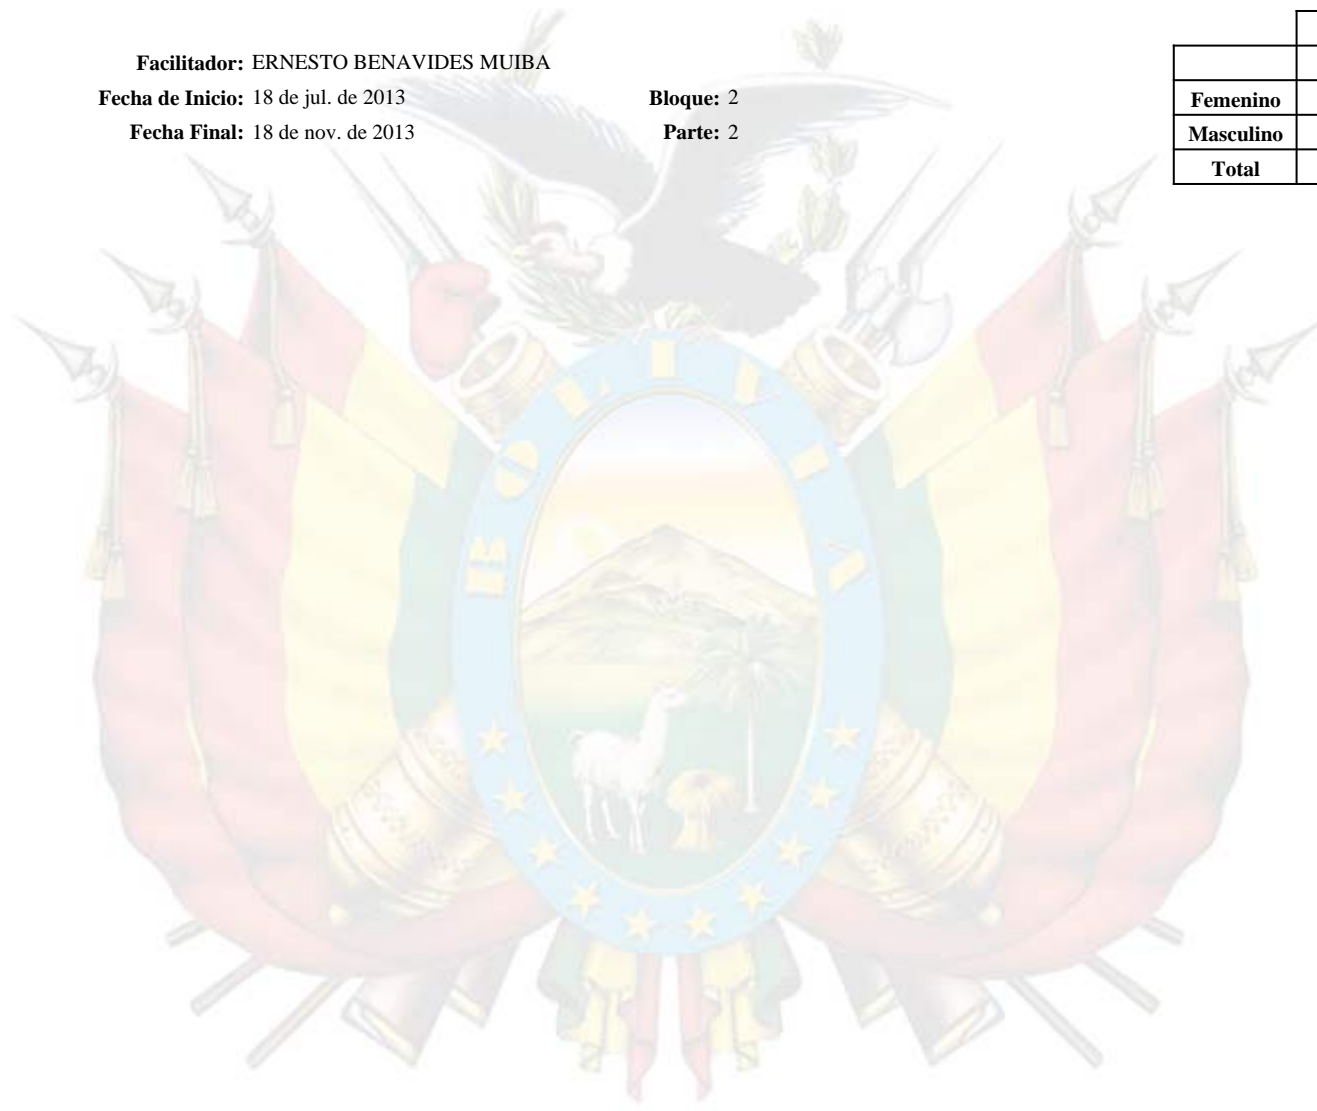 Facilitador: ERNESTO BENAVIDES MUIBA
Fecha de Inicio: 18 de jul. de 2013 Bloque: 2
Fecha Final: 18 de nov. de 2013 Parte: 2
Femenino
Masculino
Total
BOLIVIA